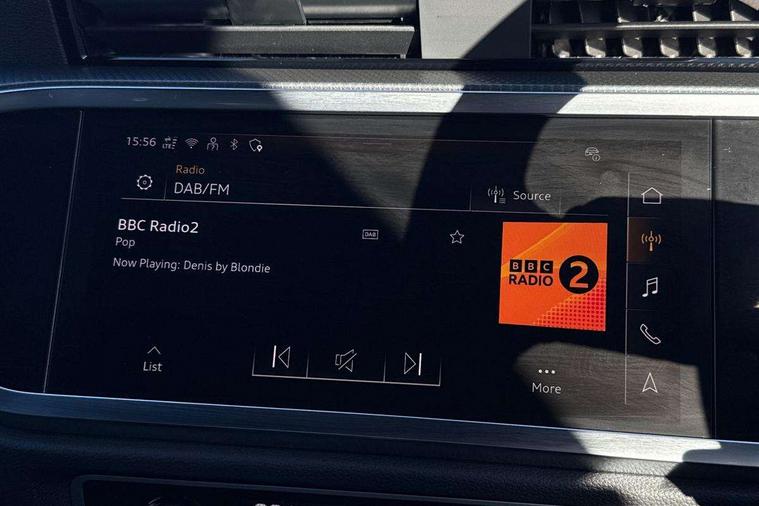 15:56 LTE
Radio
DAB/FM
Source
BBC Radio2
DAB
Pop
Now Playing: Denis by Blondie
BBC
RADIO 2
List
More